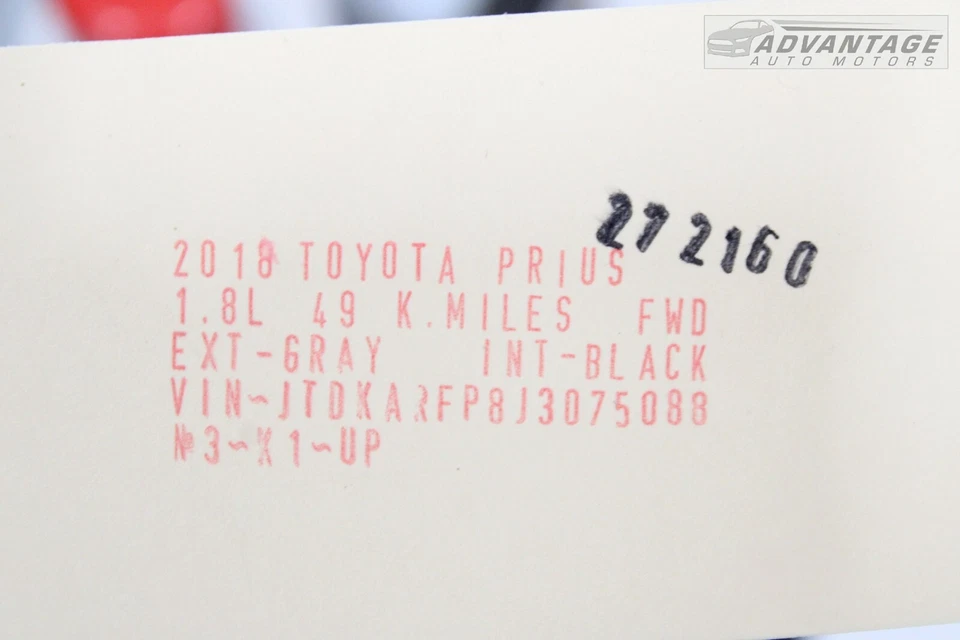 ADVANTAGE
AUTO MOTORS
272160
2018 TOYOTA PRIUS
1.8L 49 K.MILES FWD
EXT-GRAY INT-BLACK
VIN~JTDKARFP8J3075088
№3~K1~UP